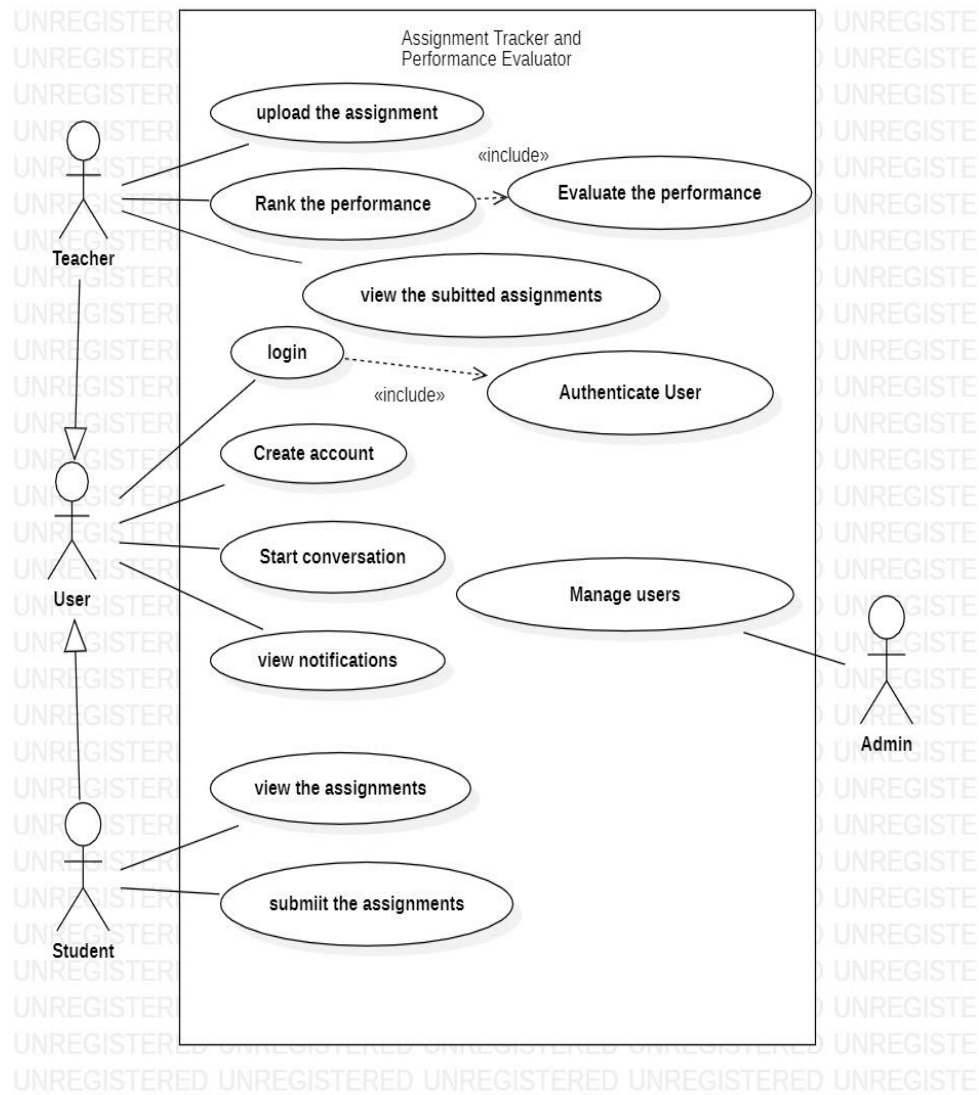 Assignment Tracker and
Performance Evaluator
upload the assignment
«include»
Rank the performance
Evaluate the performance
Teacher
view the subitted assignments
login
«include»
Authenticate User
Create account
Start conversation
User
Manage users
view notifications
Admin
view the assignments
submiit the assignments
Student
UNREGISTERED UNREGISTERED UNREGISTERED UNREGISTERED UNREGISTE